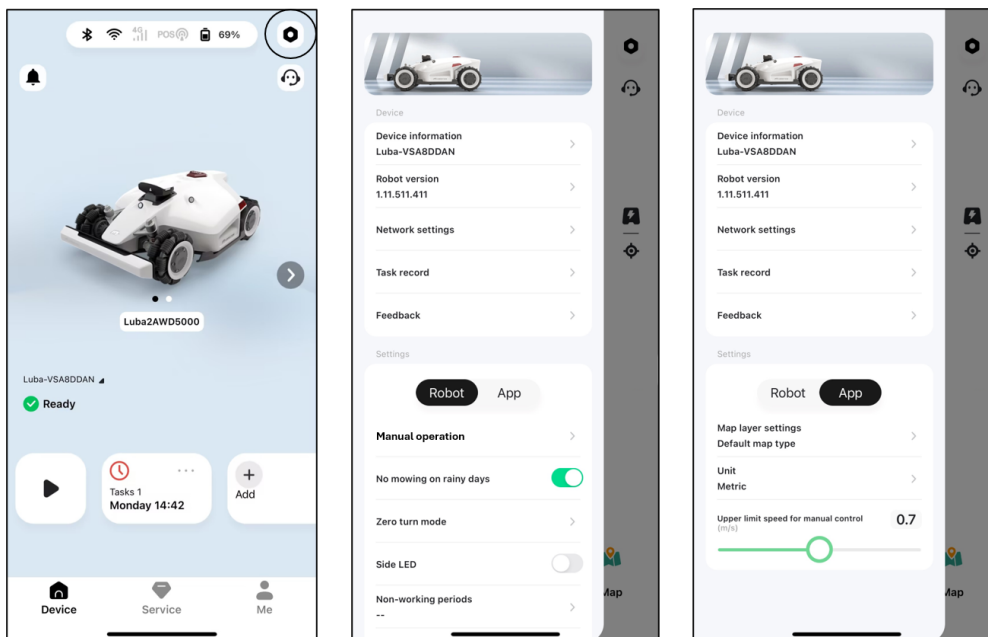 4G
POS
69%
Luba2AWD5000
Luba-VSA8DDAN
Ready
Tasks 1
Monday 14:42
Add
Device
Service
Me
Device
Device information
Luba-VSA8DDAN
Robot version
1.11.511.411
Network settings
Task record
Feedback
Settings
Robot
App
Manual operation
No mowing on rainy days
Zero turn mode
Side LED
Non-working periods
--
Map
Device
Device information
Luba-VSA8DDAN
Robot version
1.11.511.411
Network settings
Task record
Feedback
Settings
Robot
App
Map layer settings
Default map type
Unit
Metric
Upper limit speed for manual control
(m/s)
0.7
Map